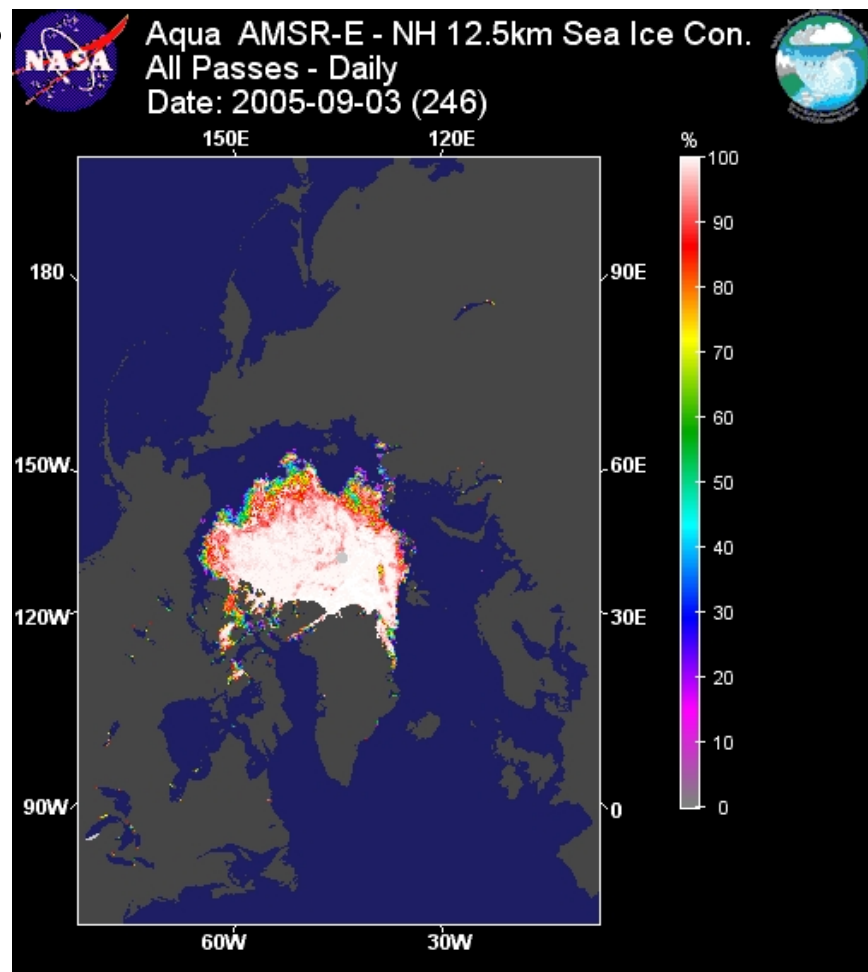 NASA
Aqua AMSR-E - NH 12.5km Sea Ice Con.
All Passes - Daily
Date: 2005-09-03 (246)
150E 120E
%
100
90
180 90E
80
70
60
150W 60E
50
40
30
120W 30E
20
10
90W 0
0
60W 30W